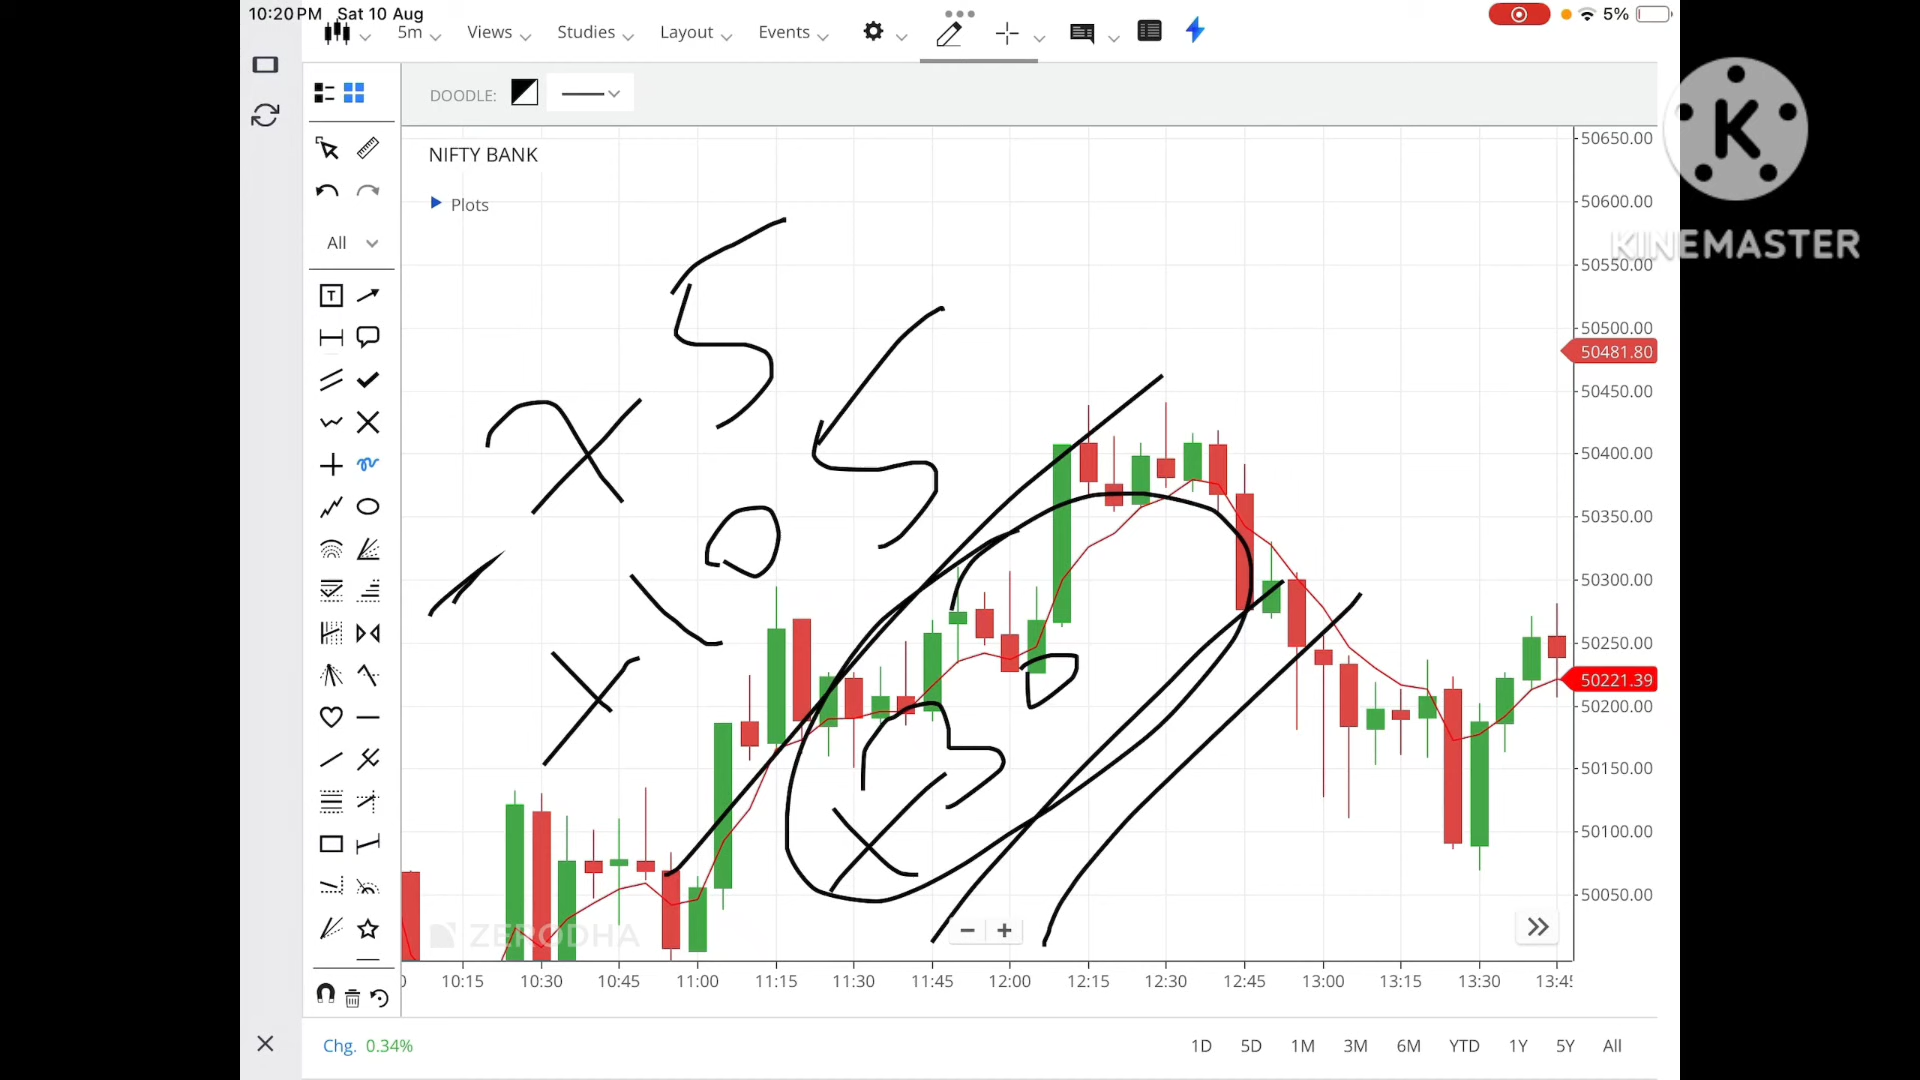 10:20 PM Sat 10 Aug
5%
5m Views Studies Layout Events
DOODLE:
NIFTY BANK
Plots
All
T
K
KINEMASTER
50650.00
50600.00
50550.00
50500.00
50481.80
50450.00
50400.00
50350.00
50300.00
50250.00
50221.39
50200.00
50150.00
50100.00
50050.00
ZERODHA
10:15 10:30 10:45 11:00 11:15 11:30 11:45 12:00 12:15 12:30 12:45 13:00 13:15 13:30
Chg. 0.34%
1D 5D 1M 3M 6M YTD 1Y 5Y All